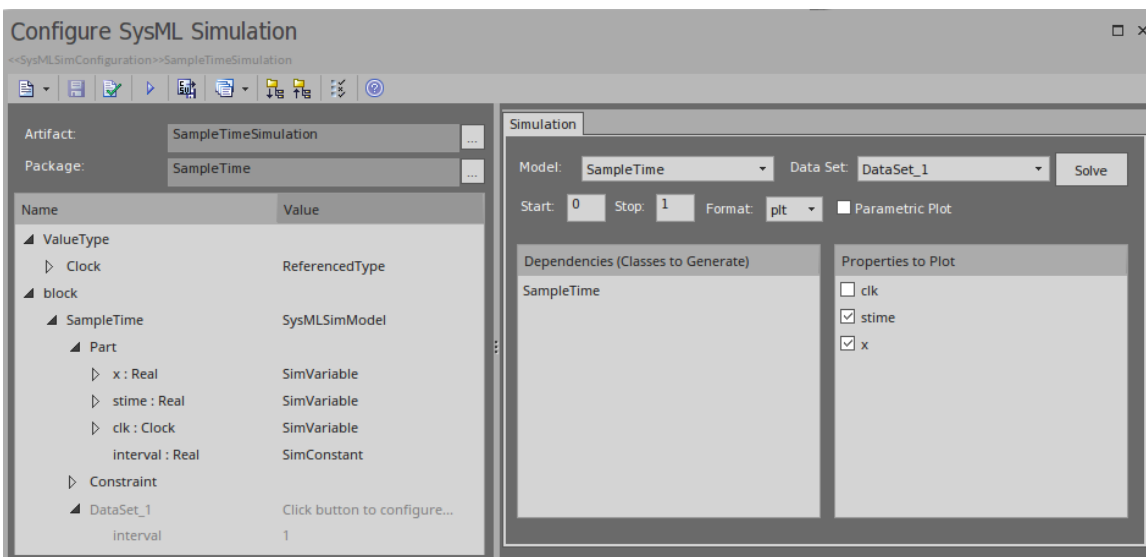 Configure SysML Simulation
<<SysMLSimConfiguration>>SampleTimeSimulation
Artifact: SampleTimeSimulation ...
Package: SampleTime ...
Name Value
ValueType
Clock ReferencedType
block
SampleTime SysMLSimModel
Part
x : Real SimVariable
stime : Real SimVariable
clk : Clock SimVariable
interval : Real SimConstant
Constraint
DataSet_1 Click button to configure...
interval 1
Simulation
Model: SampleTime Data Set: DataSet_1 Solve
Start: 0 Stop: 1 Format: plt Parametric Plot
Dependencies (Classes to Generate) Properties to Plot
SampleTime clk
stime
x